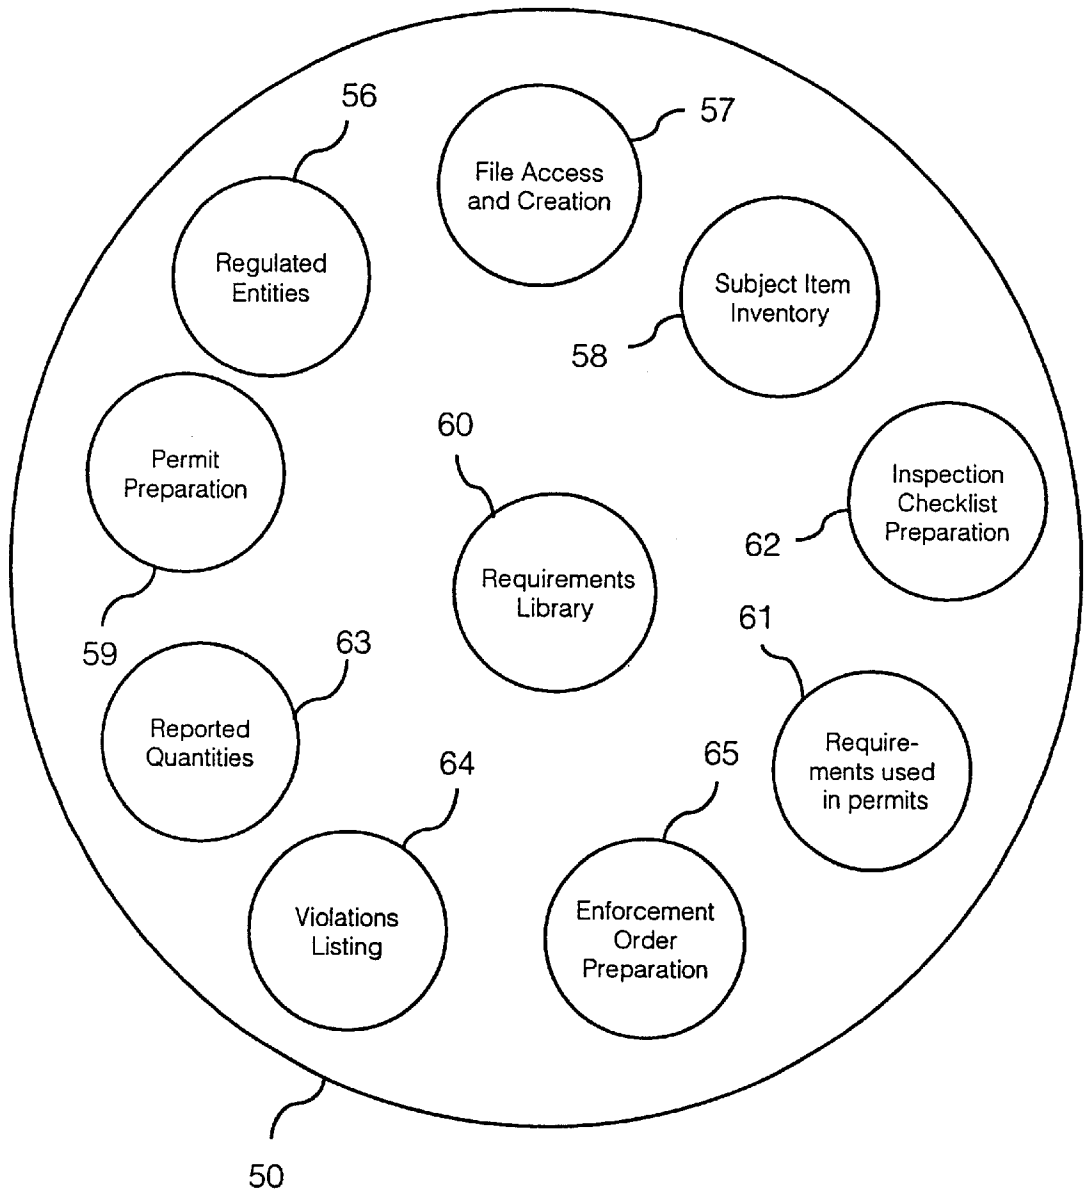 56
57
File Access
and Creation
Regulated
Entities
Subject Item
Inventory
58
60
Permit
Preparation
Inspection
Checklist
Preparation
62
Requirements
Library
61
59
63
Reported
Quantities
64
65
Require-
ments used
in permits
Violations
Listing
Enforcement
Order
Preparation
50